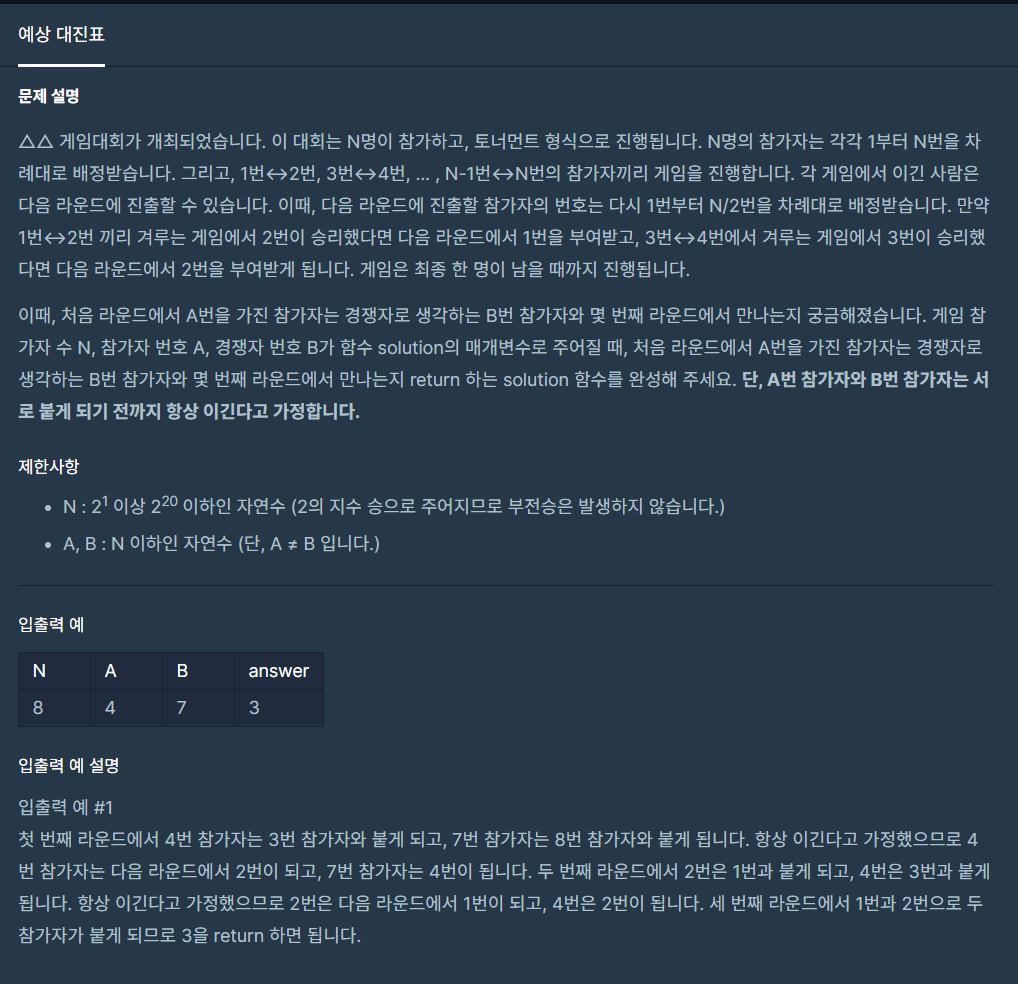 예상 대진표
문제 설명
△△ 게임대회가 개최되었습니다. 이 대회는 N명이 참가하고, 토너먼트 형식으로 진행됩니다. N명의 참가자는 각각 1부터 N번을 차
례대로 배정받습니다. 그리고, 1번↔2번, 3번↔4번, ... , N-1번↔N번의 참가자끼리 게임을 진행합니다. 각 게임에서 이긴 사람은
다음 라운드에 진출할 수 있습니다. 이때, 다음 라운드에 진출할 참가자의 번호는 다시 1번부터 N/2번을 차례대로 배정받습니다. 만약
1번↔2번 끼리 겨루는 게임에서 2번이 승리했다면 다음 라운드에서 1번을 부여받고, 3번↔4번에서 겨루는 게임에서 3번이 승리했
다면 다음 라운드에서 2번을 부여받게 됩니다. 게임은 최종 한 명이 남을 때까지 진행됩니다.
이때, 처음 라운드에서 A번을 가진 참가자는 경쟁자로 생각하는 B번 참가자와 몇 번째 라운드에서 만나는지 궁금해졌습니다. 게임 참
가자 수 N, 참가자 번호 A, 경쟁자 번호 B가 함수 solution의 매개변수로 주어질 때, 처음 라운드에서 A번을 가진 참가자는 경쟁자로
생각하는 B번 참가자와 몇 번째 라운드에서 만나는지 return 하는 solution 함수를 완성해 주세요. 단, A번 참가자와 B번 참가자는 서
로 붙게 되기 전까지 항상 이긴다고 가정합니다.
제한사항
• N : 2¹ 이상 2²⁰ 이하인 자연수 (2의 지수 승으로 주어지므로 부전승은 발생하지 않습니다.)
• A, B : N 이하인 자연수 (단, A ≠ B 입니다.)
입출력 예
N A B answer
8 4 7 3
입출력 예 설명
입출력 예 #1
첫 번째 라운드에서 4번 참가자는 3번 참가자와 붙게 되고, 7번 참가자는 8번 참가자와 붙게 됩니다. 항상 이긴다고 가정했으므로 4
번 참가자는 다음 라운드에서 2번이 되고, 7번 참가자는 4번이 됩니다. 두 번째 라운드에서 2번은 1번과 붙게 되고, 4번은 3번과 붙게
됩니다. 항상 이긴다고 가정했으므로 2번은 다음 라운드에서 1번이 되고, 4번은 2번이 됩니다. 세 번째 라운드에서 1번과 2번으로 두
참가자가 붙게 되므로 3을 return 하면 됩니다.